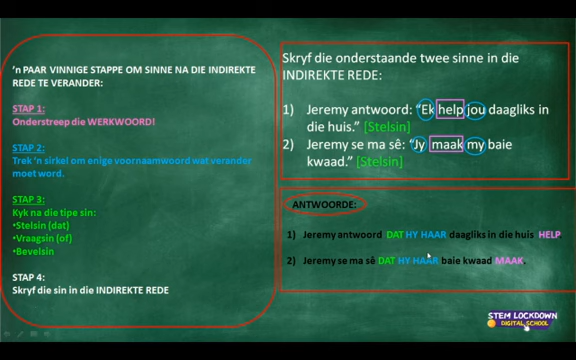 'n PAAR VINNIGE STAPPE OM SINNE NA DIE INDIREKTE
REDE TE VERANDER:
STAP 1:
Onderstreep die WERKWOORD!
STAP 2:
Trek 'n sirkel om enige voornaamwoord wat verander
moet word.
STAP 3:
Kyk na die tipe sin:
•Stelsin (dat)
•Vraagsin (of)
•Bevelsin
STAP 4:
Skryf die sin in die INDIREKTE REDE
Skryf die onderstaande twee sinne in die
INDIREKTE REDE:
1) Jeremy antwoord: “Ek help jou daagliks in
die huis.” [Stelsin]
2) Jeremy se ma sê: “Jy maak my baie
kwaad.” [Stelsin]
ANTWOORDE:
1) Jeremy antwoord DAT HY HAAR daagliks in die huis HELP
2) Jeremy se ma sê DAT HY HAAR baie kwaad MAAK.
STEM LOCKDOWN
DIGITAL SCHOOL